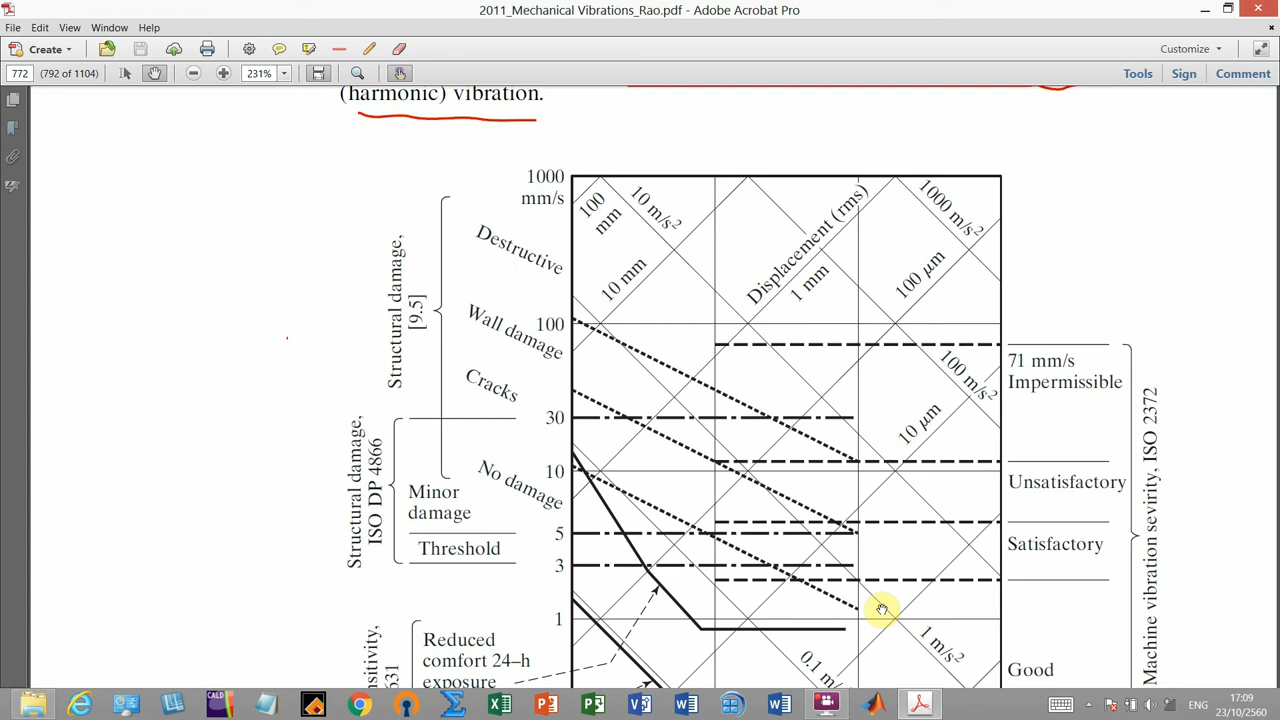 2011_Mechanical Vibrations_Rao.pdf - Adobe Acrobat Pro
File Edit View Window Help
Create
Customize
772 (792 of 1104)
231%
Tools Sign Comment
(harmonic) vibration.
1000
mm/s
100
mm
10 m/s²
Displacement (rms)
1000 m/s²
Destructive
10 mm
1 mm
100 μm
Structural damage,
[9.5]
Wall damage
100
71 mm/s
Impermissible
100 m/s²
Cracks
30
10 μm
Structural damage,
ISO DP 4866
No damage
10
Unsatisfactory
Minor
damage
5
Satisfactory
Threshold
3
Machine vibration sevirity, ISO 2372
1
1 m/s²
Reduced
comfort 24–h
exposure
0.1 m/
Good
nsitivity,
631
ENG
17:09
23/10/2560